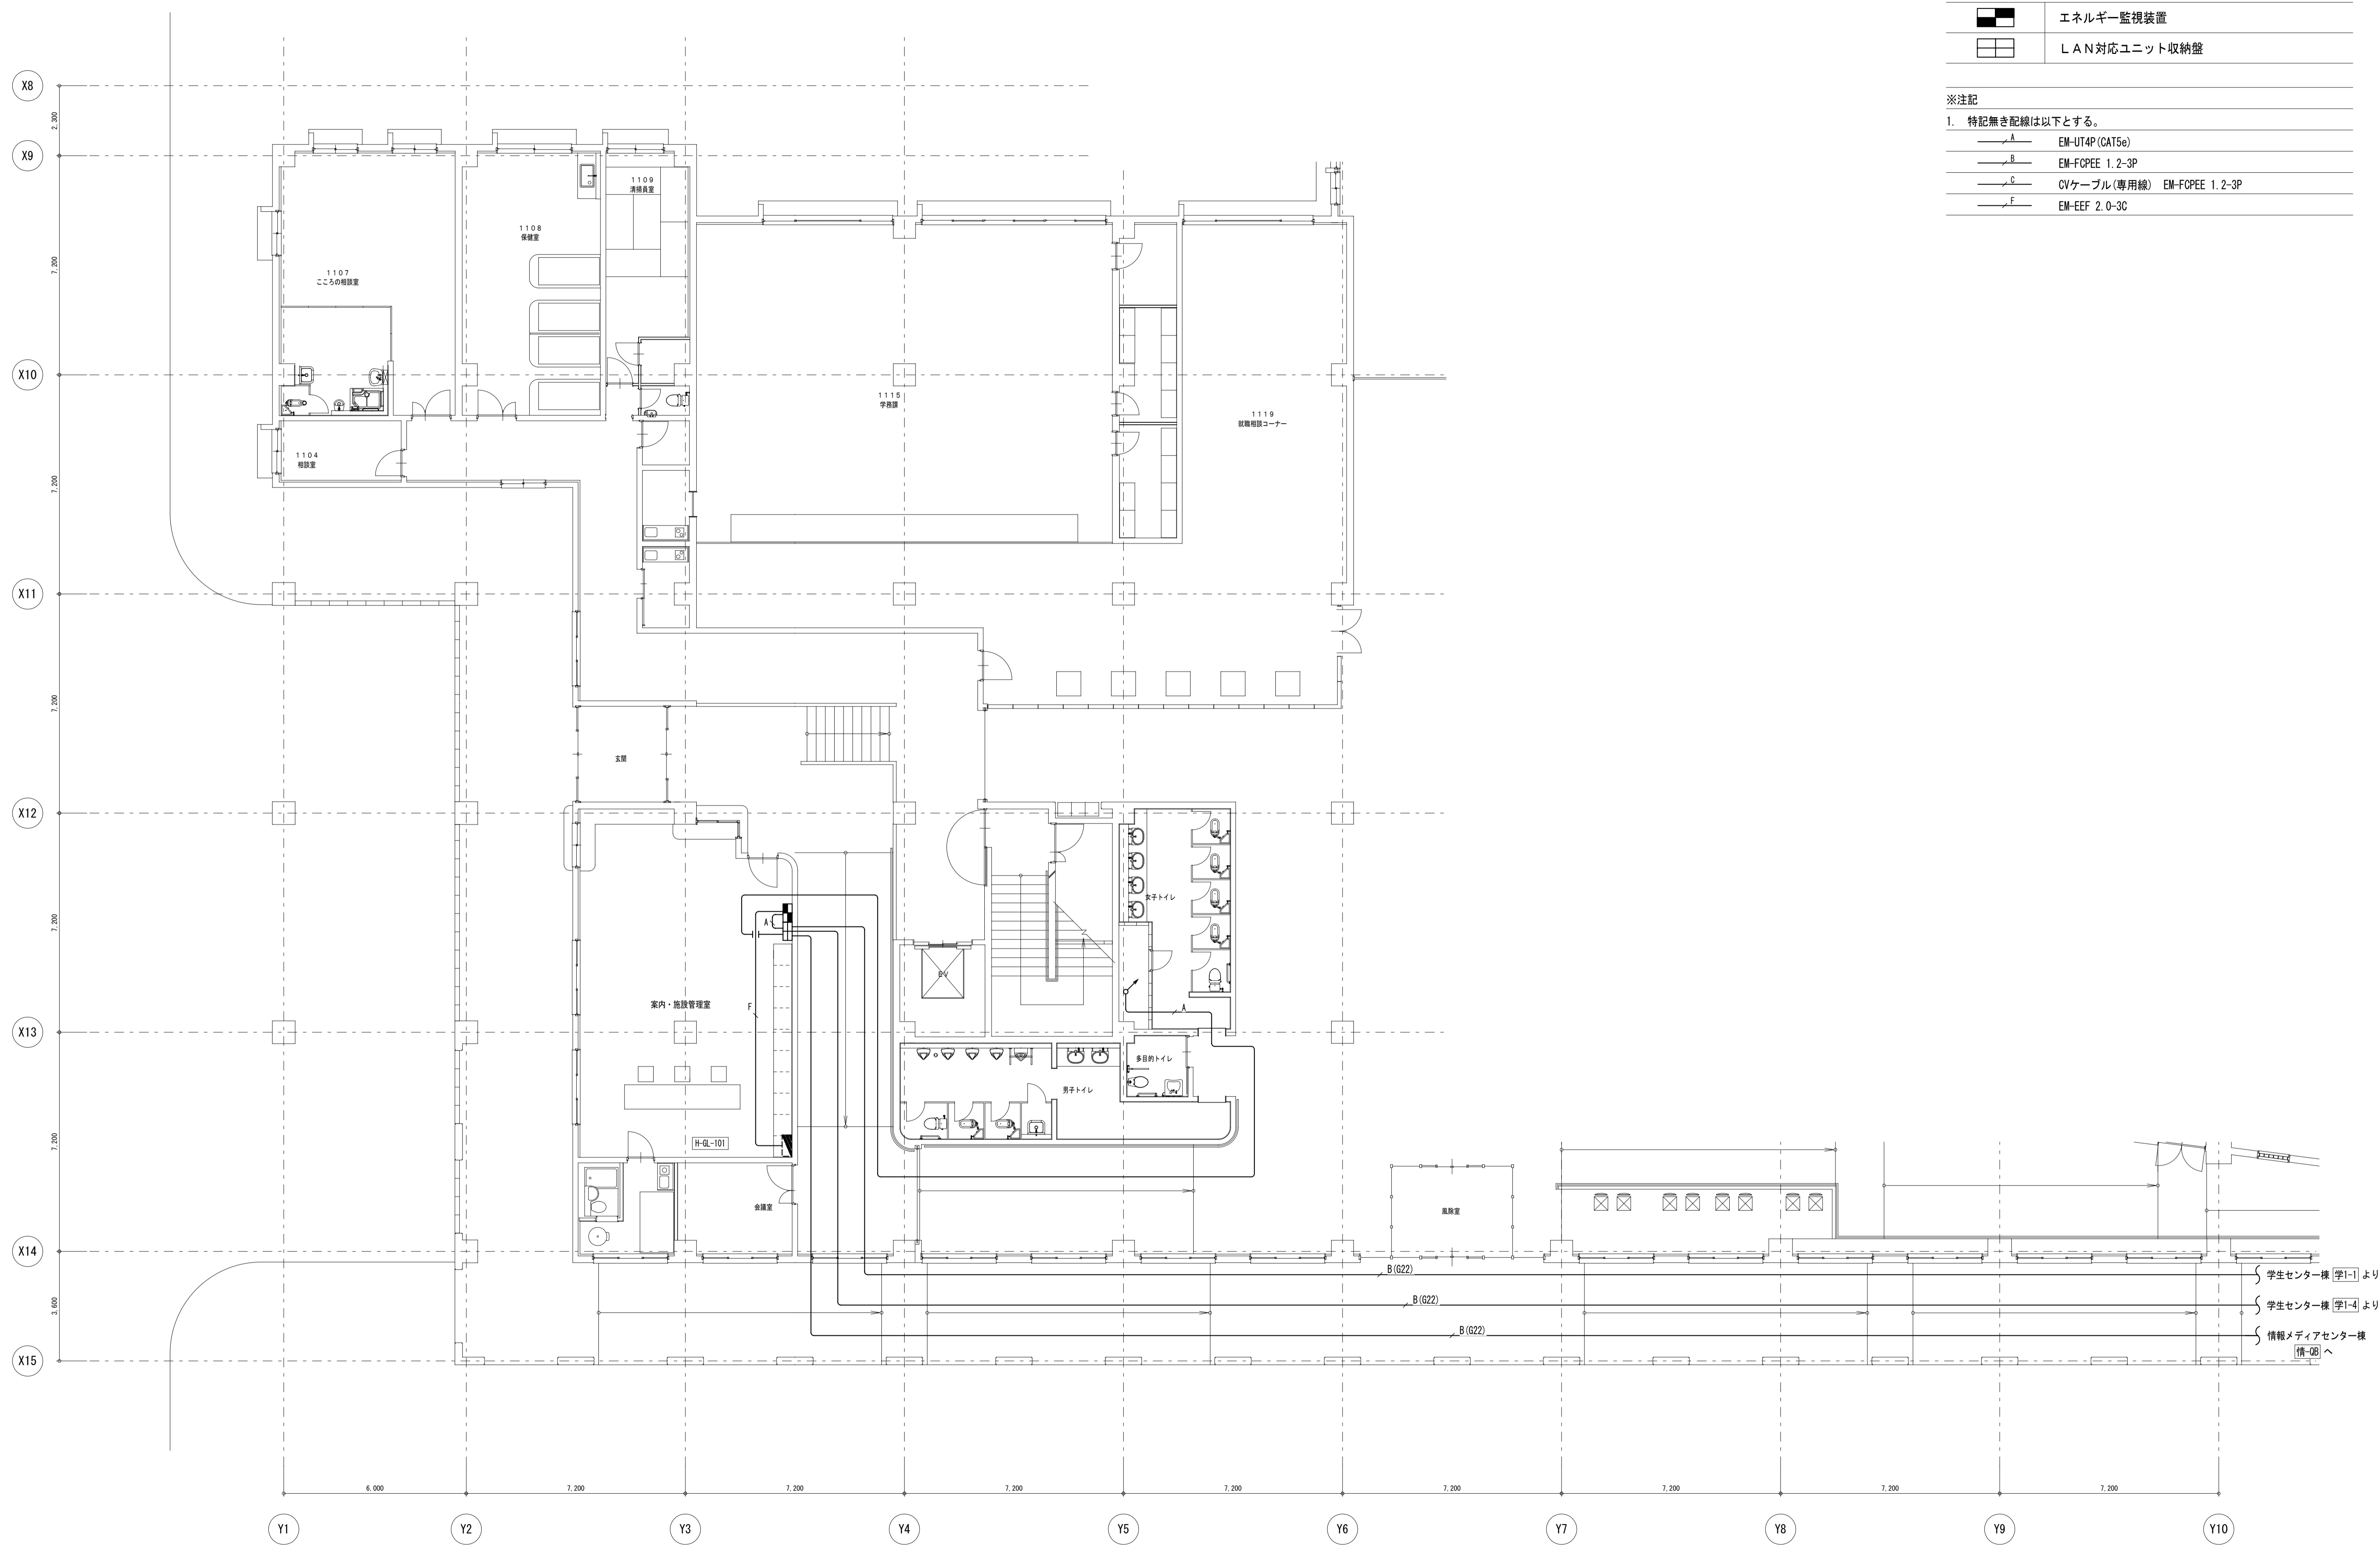 エネルギー監視装置
ＬＡＮ対応ユニット収納盤
※注記
1. 特記無き配線は以下とする。
A EM-UT4P(CAT5e)
B EM-FCPEE 1.2-3P
C CVケーブル(専用線) EM-FCPEE 1.2-3P
F EM-EEF 2.0-3C
X8
2,300
X9
1109
清掃員室
1108
保健室
7,200
1107
こころの相談室
X10
1115
学務課
1119
就職相談コーナー
1104
相談室
7,200
X11
7,200
玄関
X12
女子トイレ
7,200
A
EV
案内・施設管理室
F
A
X13
多目的トイレ
男子トイレ
7,200
H-GL-101
会議室
風除室
X14
B(G22)
学生センター棟 学1-1 より
3,600
B(G22)
学生センター棟 学1-4 より
B(G22)
情報メディアセンター棟
情-QB へ
X15
6,000
7,200
7,200
7,200
7,200
7,200
7,200
7,200
7,200
Y1
Y2
Y3
Y4
Y5
Y6
Y7
Y8
Y9
Y10